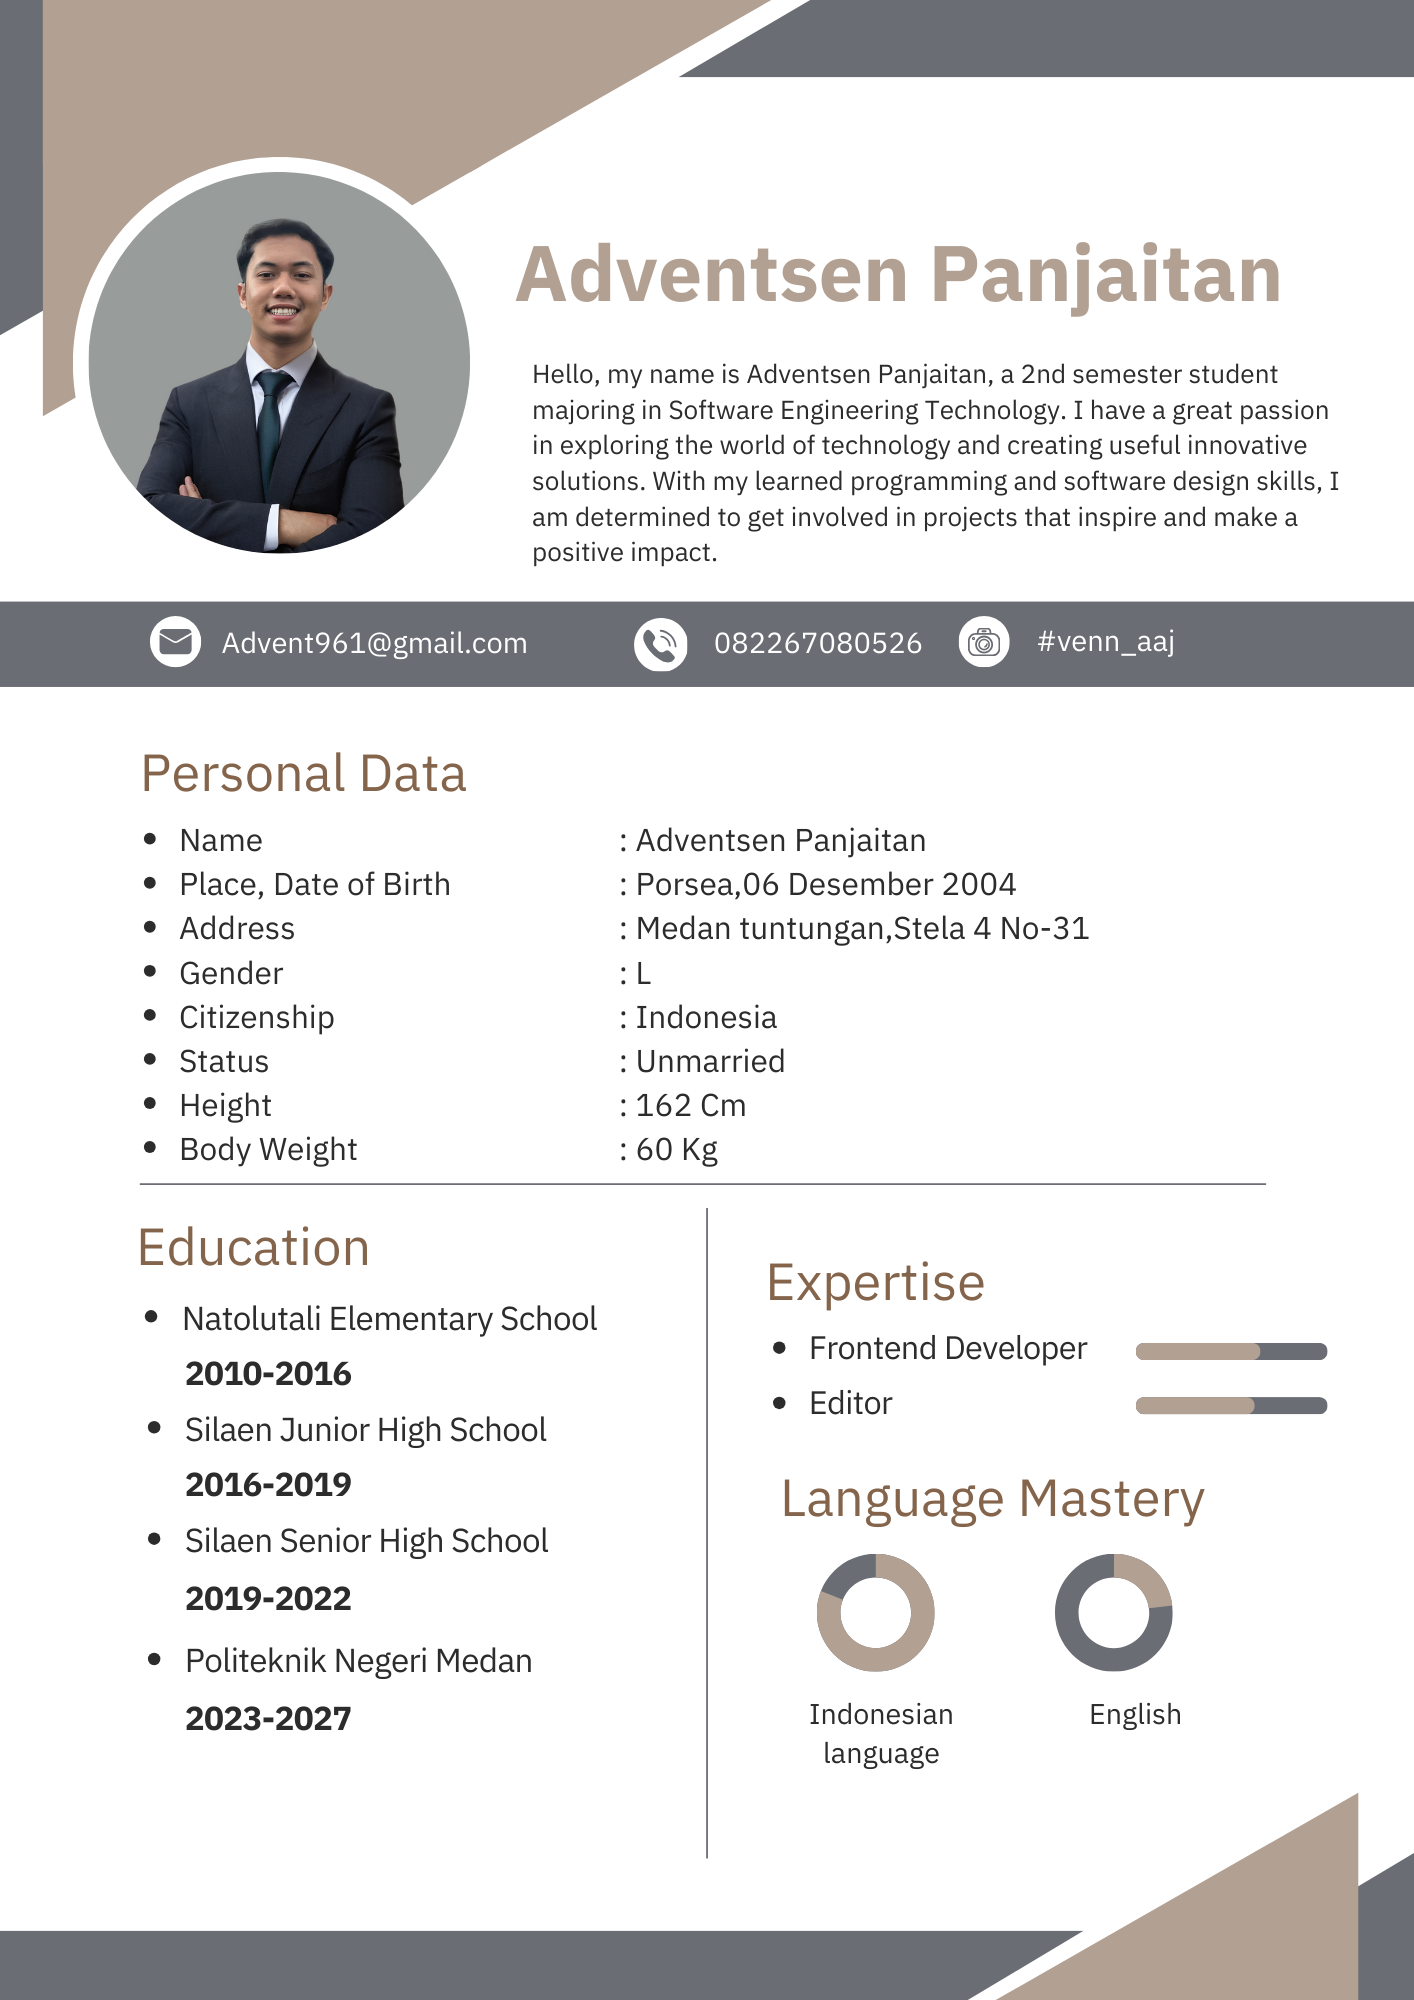 Adventsen Panjaitan
Hello, my name is Adventsen Panjaitan, a 2nd semester student
majoring in Software Engineering Technology. I have a great passion
in exploring the world of technology and creating useful innovative
solutions. With my learned programming and software design skills, I
am determined to get involved in projects that inspire and make a
positive impact.
Advent961@gmail.com 082267080526 #venn_aaj
Personal Data
• Name : Adventsen Panjaitan
• Place, Date of Birth : Porsea,06 Desember 2004
• Address : Medan tuntungan,Stela 4 No-31
• Gender : L
• Citizenship : Indonesia
• Status : Unmarried
• Height : 162 Cm
• Body Weight : 60 Kg
Education
• Natolutali Elementary School
2010-2016
• Silaen Junior High School
2016-2019
• Silaen Senior High School
2019-2022
• Politeknik Negeri Medan
2023-2027
Expertise
• Frontend Developer
• Editor
Language Mastery
Indonesian
language
English